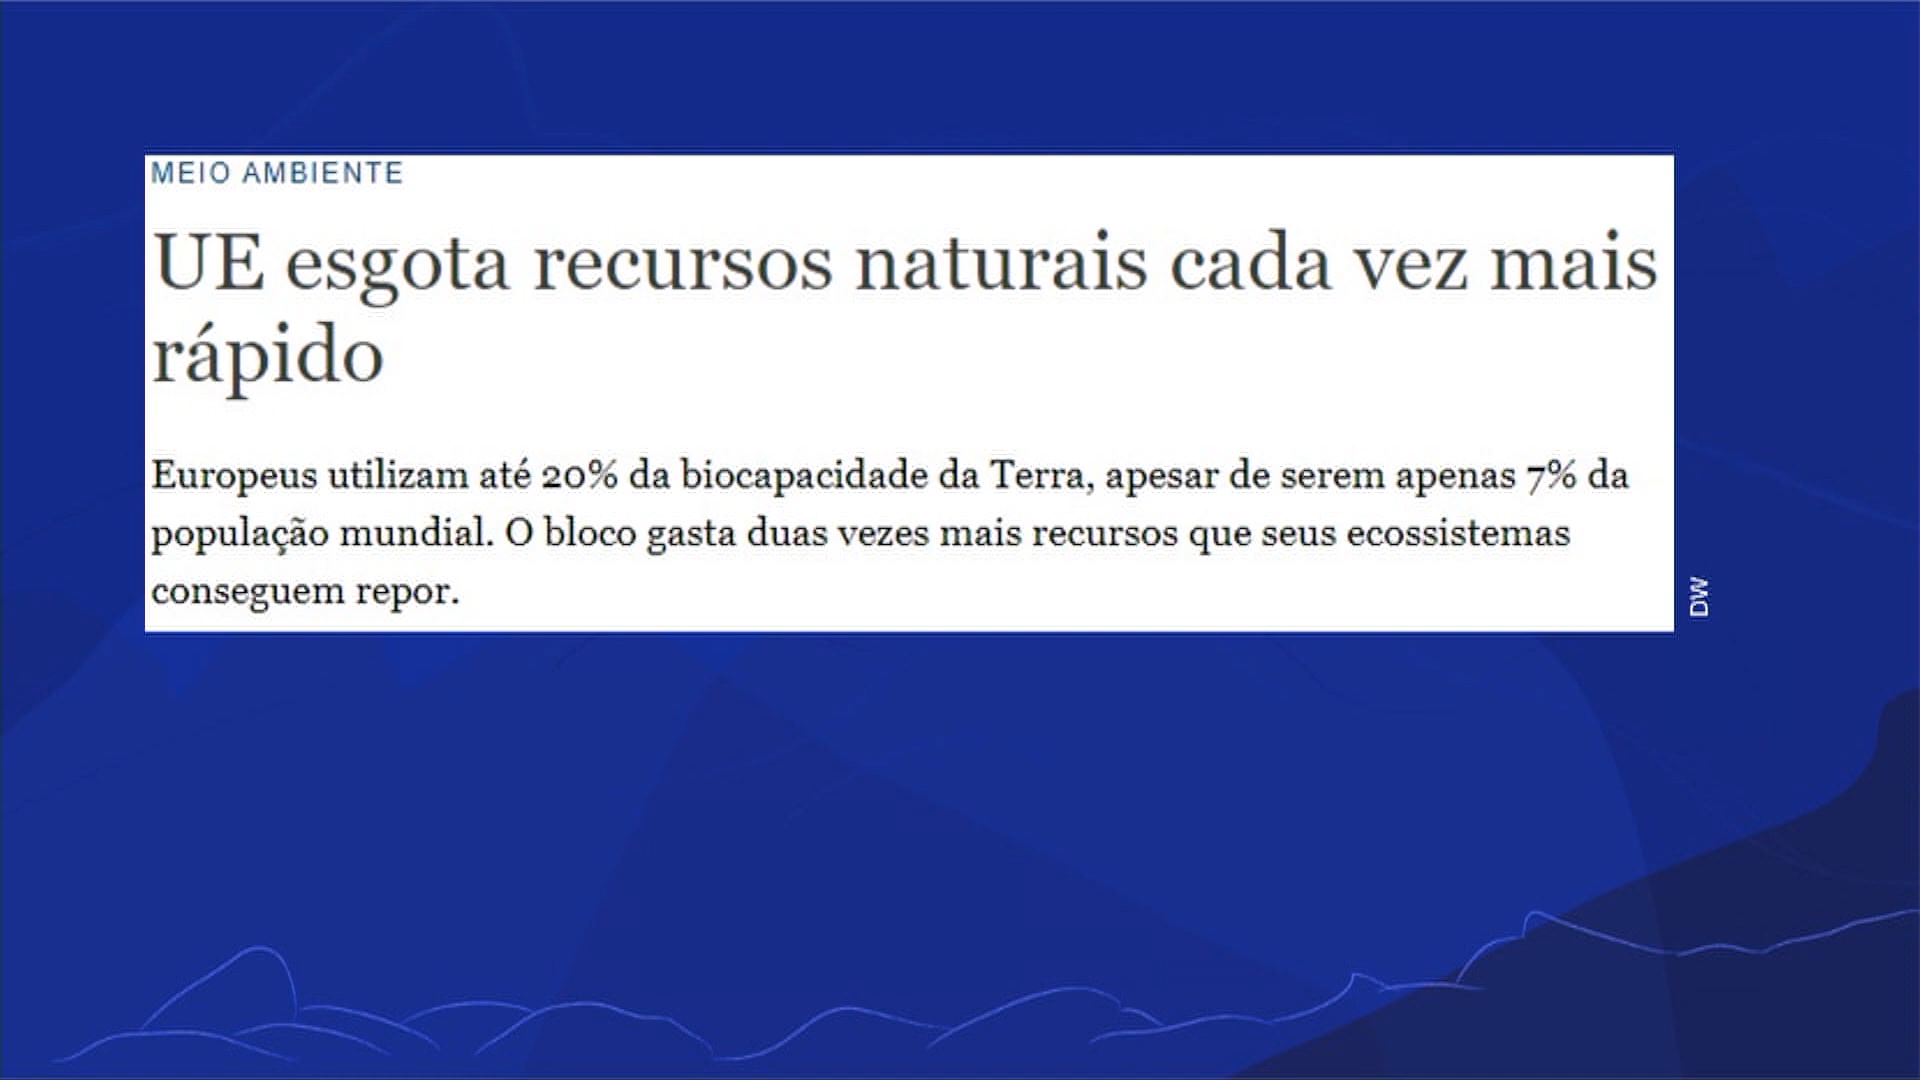 MEIO AMBIENTE
UE esgota recursos naturais cada vez mais
rápido
Europeus utilizam até 20% da biocapacidade da Terra, apesar de serem apenas 7% da
população mundial. O bloco gasta duas vezes mais recursos que seus ecossistemas
conseguem repor.
DW